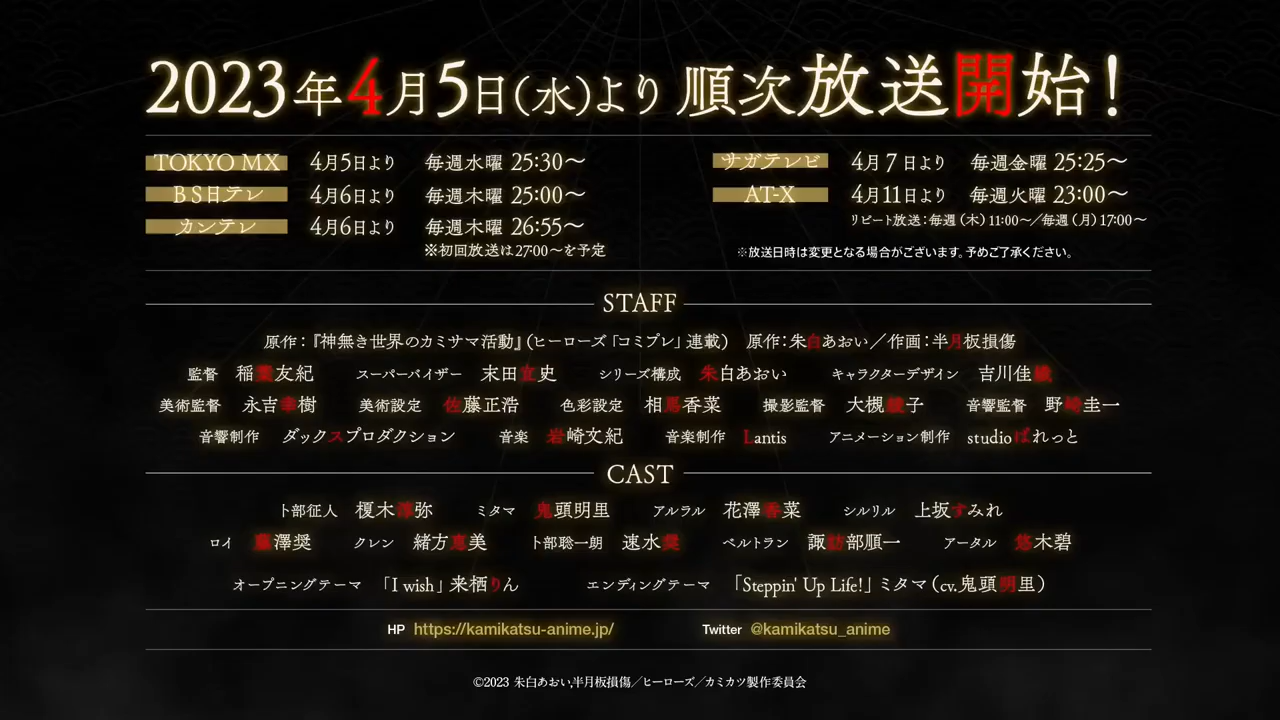 2023年4月5日(水)より 順次放送開始！
TOKYO MX 4月5日より 毎週水曜 25:30〜
BS日テレ 4月6日より 毎週木曜 25:00〜
カンテレ 4月6日より 毎週木曜 26:55〜
※初回放送は27:00〜を予定
サガテレビ 4月7日より 毎週金曜 25:25〜
AT-X 4月11日より 毎週火曜 23:00〜
リピート放送：毎週（木）11:00〜／毎週（月）17:00〜
※放送日時は変更となる場合がございます。予めご了承ください。
STAFF
原作：『神無き世界のカミサマ活動』（ヒーローズ「コミプレ」連載） 原作：朱白あおい／作画：半月板損傷
監督 稲葉友紀 スーパーバイザー 末田宜史 シリーズ構成 朱白あおい キャラクターデザイン 吉川佳織
美術監督 永吉幸樹 美術設定 佐藤正浩 色彩設定 相馬香菜 撮影監督 大槻綾子 音響監督 野崎圭一
音響制作 ダックスプロダクション 音楽 岩崎文紀 音楽制作 Lantis アニメーション制作 studioぱれっと
CAST
卜部征人 榎木淳弥 ミタマ 鬼頭明里 アルラル 花澤香菜 シルリル 上坂すみれ
ロイ 廣澤奨 クレン 緒方恵美 卜部聡一朗 速水奨 ベルトラン 諏訪部順一 アータル 悠木碧
オープニングテーマ 「I wish」来栖りん エンディングテーマ 「Steppin' Up Life!」ミタマ（cv.鬼頭明里）
HP https://kamikatsu-anime.jp/ Twitter @kamikatsu_anime
©2023 朱白あおい,半月板損傷／ヒーローズ／カミカツ製作委員会